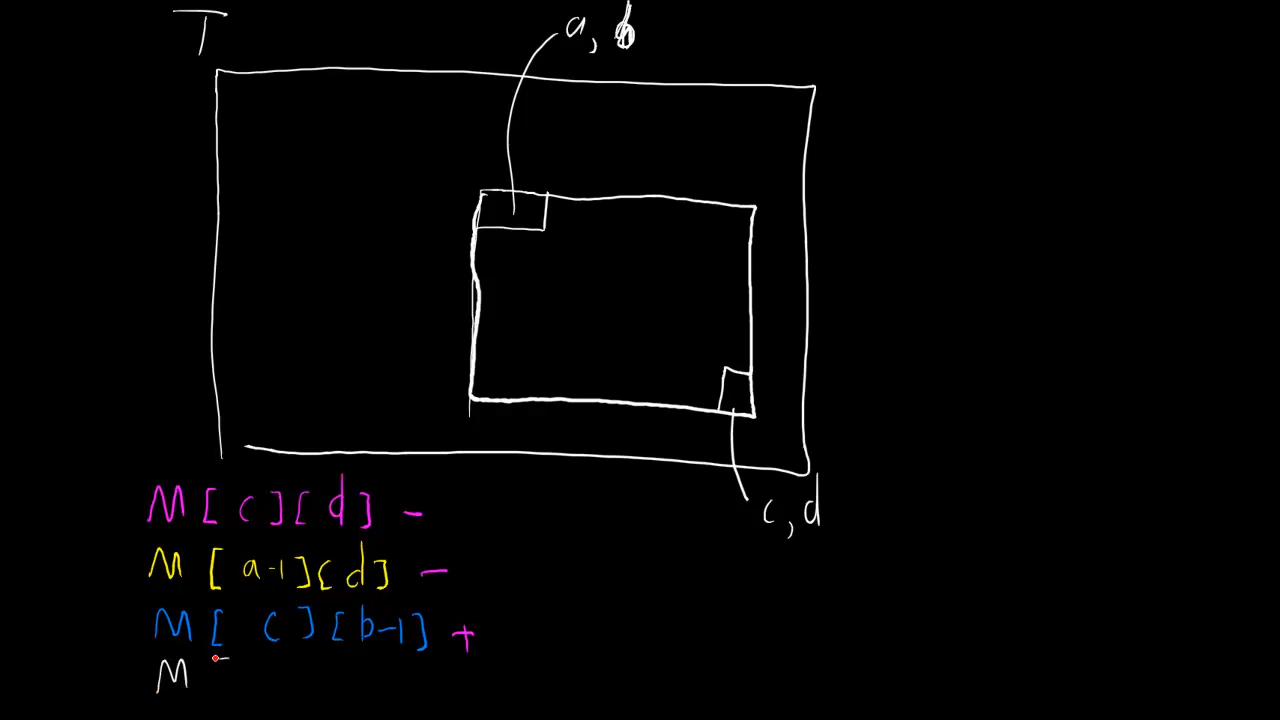 T
a, b
c, d
M[c][d] -
M[a-1][d] -
M[c][b-1] +
M